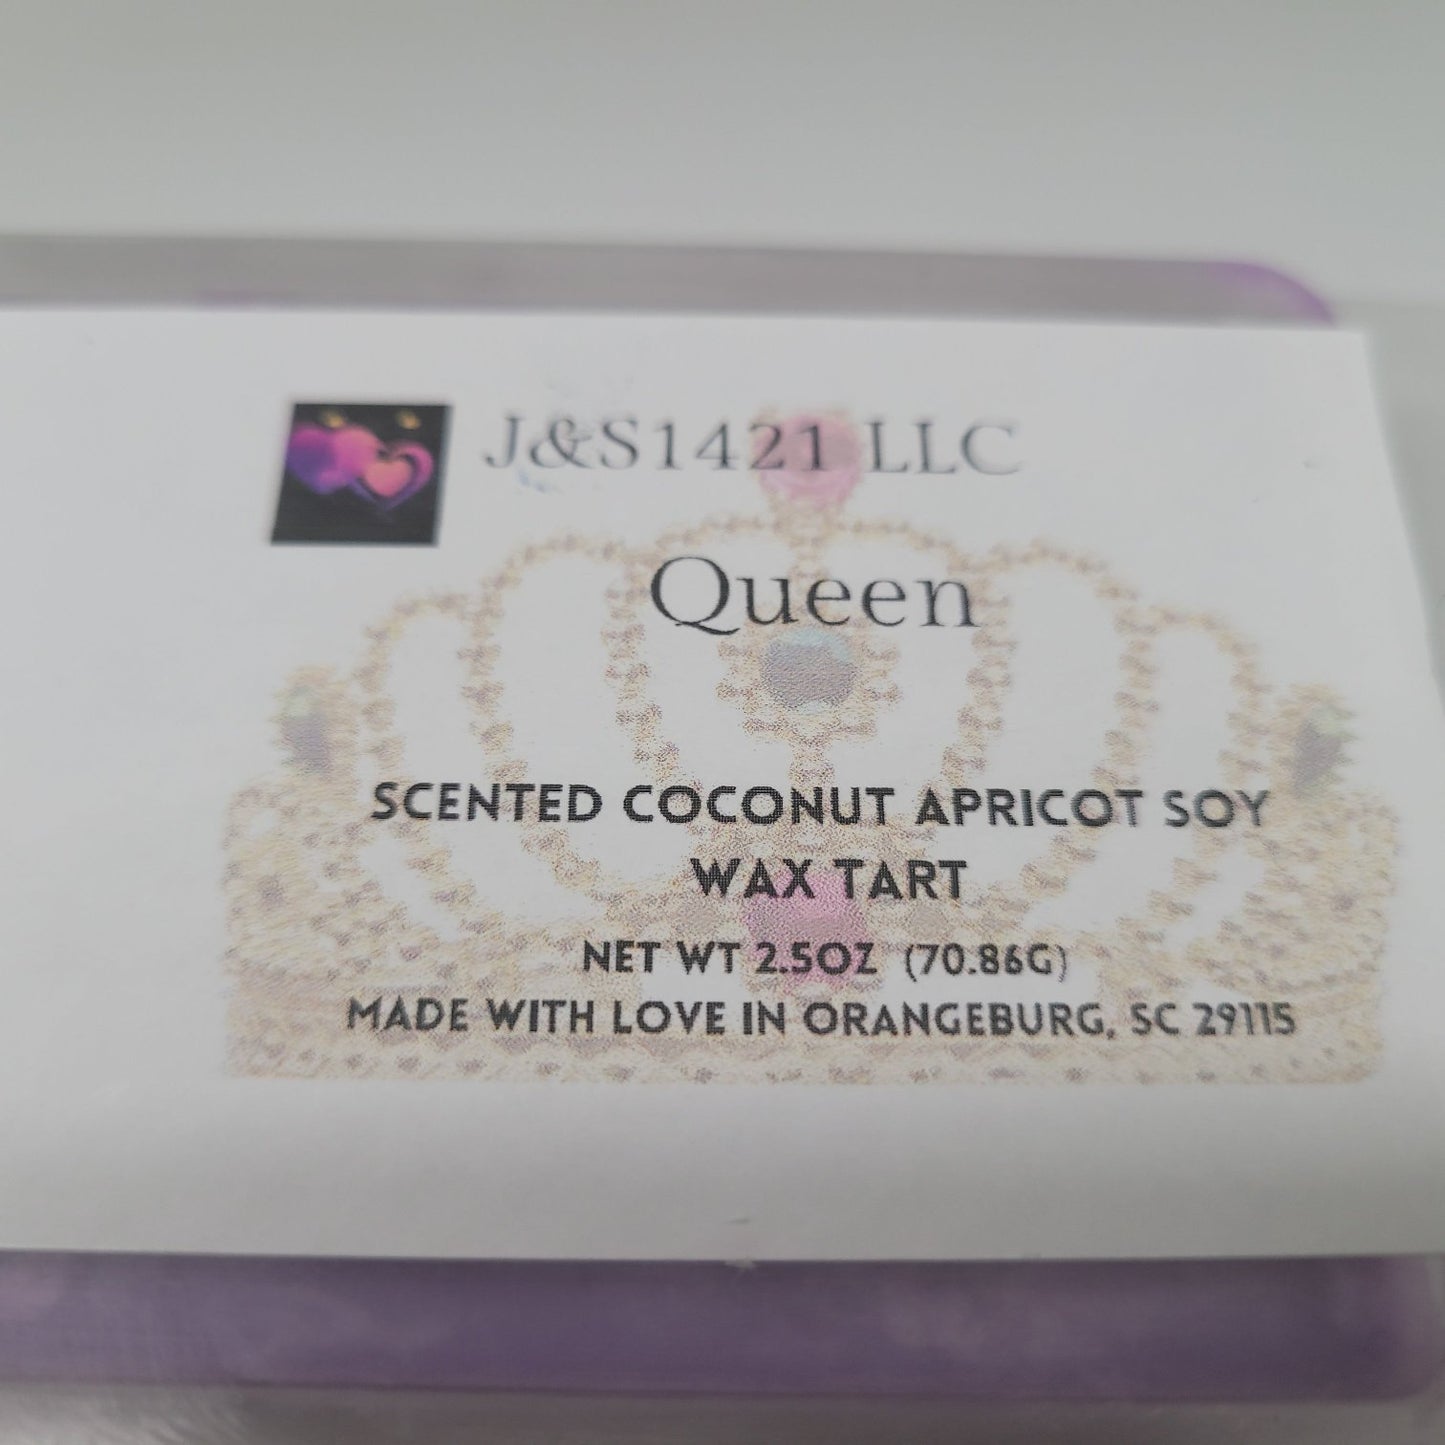 J&S1421 LLC
Queen
SCENTED COCONUT APRICOT SOY
WAX TART
NET WT 2.5OZ (70.86G)
MADE WITH LOVE IN ORANGEBURG, SC 29115